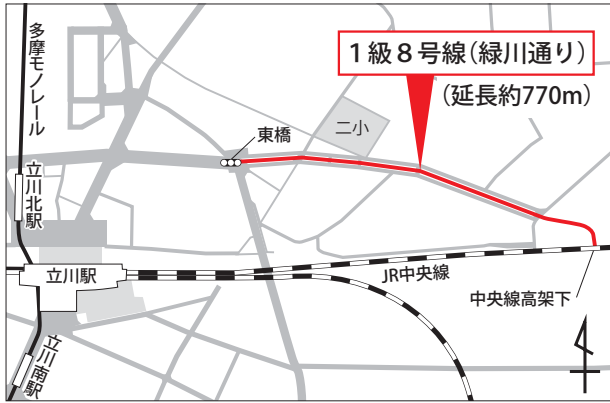 多摩モノレール
立川北駅
立川駅
立川南駅
東橋
二小
1級8号線(緑川通り)
(延長約770m)
JR中央線
中央線高架下